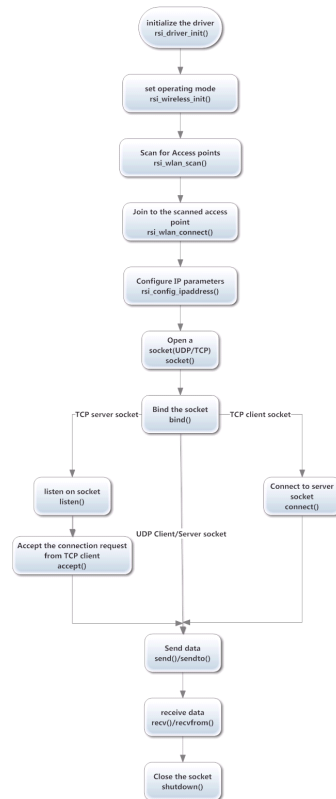 initialize the driver
rsi_driver_init()
set operating mode
rsi_wireless_init()
Scan for Access points
rsi_wlan_scan()
Join to the scanned access
point
rsi_wlan_connect()
Configure IP parameters
rsi_config_ipaddress()
Open a
socket(UDP/TCP)
socket()
TCP server socket
Bind the socket
bind()
TCP client socket
listen on socket
listen()
Connect to server
socket
connect()
Accept the connection request
from TCP client
accept()
UDP Client/Server socket
Send data
send()/sendto()
receive data
recv()/recvfrom()
Close the socket
shutdown()